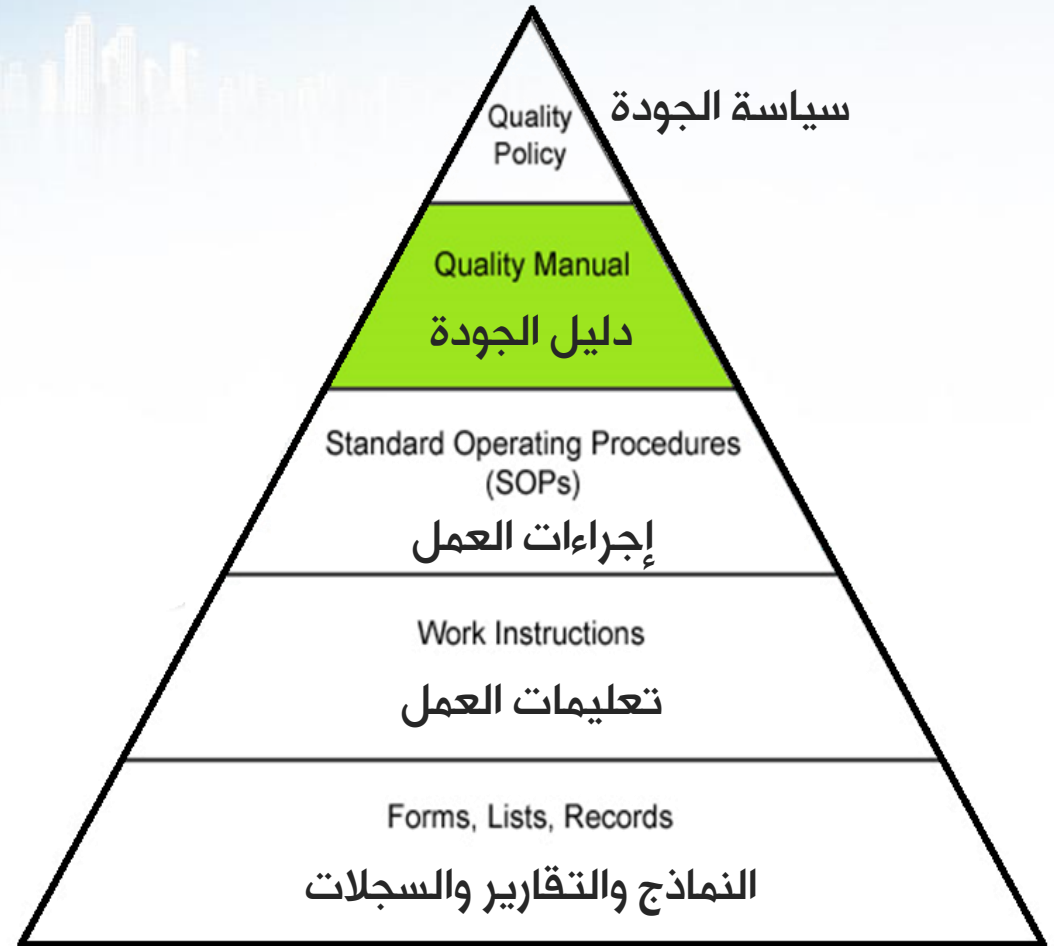 Quality
Policy
سياسة الجودة
Quality Manual
دليل الجودة
Standard Operating Procedures
(SOPs)
إجراءات العمل
Work Instructions
تعليمات العمل
Forms, Lists, Records
النماذج والتقارير والسجلات